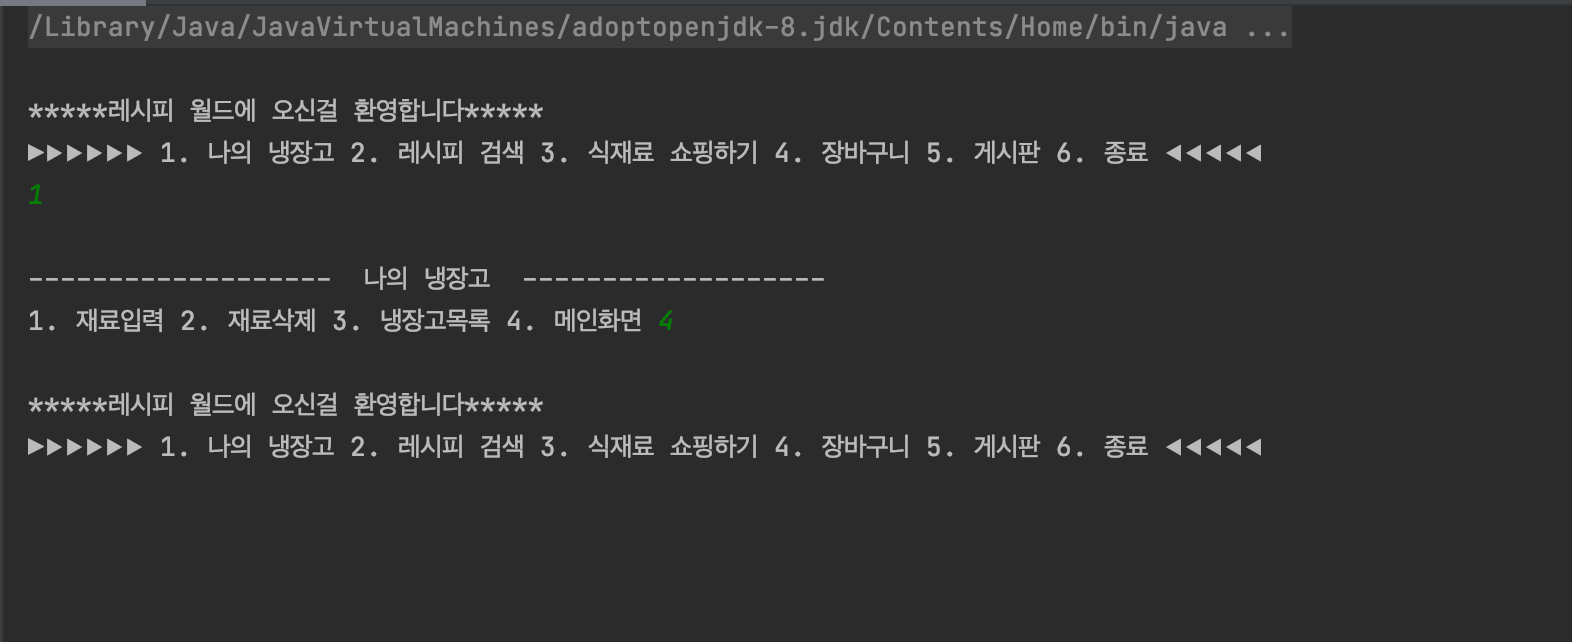 /Library/Java/JavaVirtualMachines/adoptopenjdk-8.jdk/Contents/Home/bin/java ...
*****레시피 월드에 오신걸 환영합니다*****
▶▶▶▶▶▶ 1. 나의 냉장고 2. 레시피 검색 3. 식재료 쇼핑하기 4. 장바구니 5. 게시판 6. 종료 ◀◀◀◀◀
1
------------------- 나의 냉장고 -------------------
1. 재료입력 2. 재료삭제 3. 냉장고목록 4. 메인화면 4
*****레시피 월드에 오신걸 환영합니다*****
▶▶▶▶▶▶ 1. 나의 냉장고 2. 레시피 검색 3. 식재료 쇼핑하기 4. 장바구니 5. 게시판 6. 종료 ◀◀◀◀◀